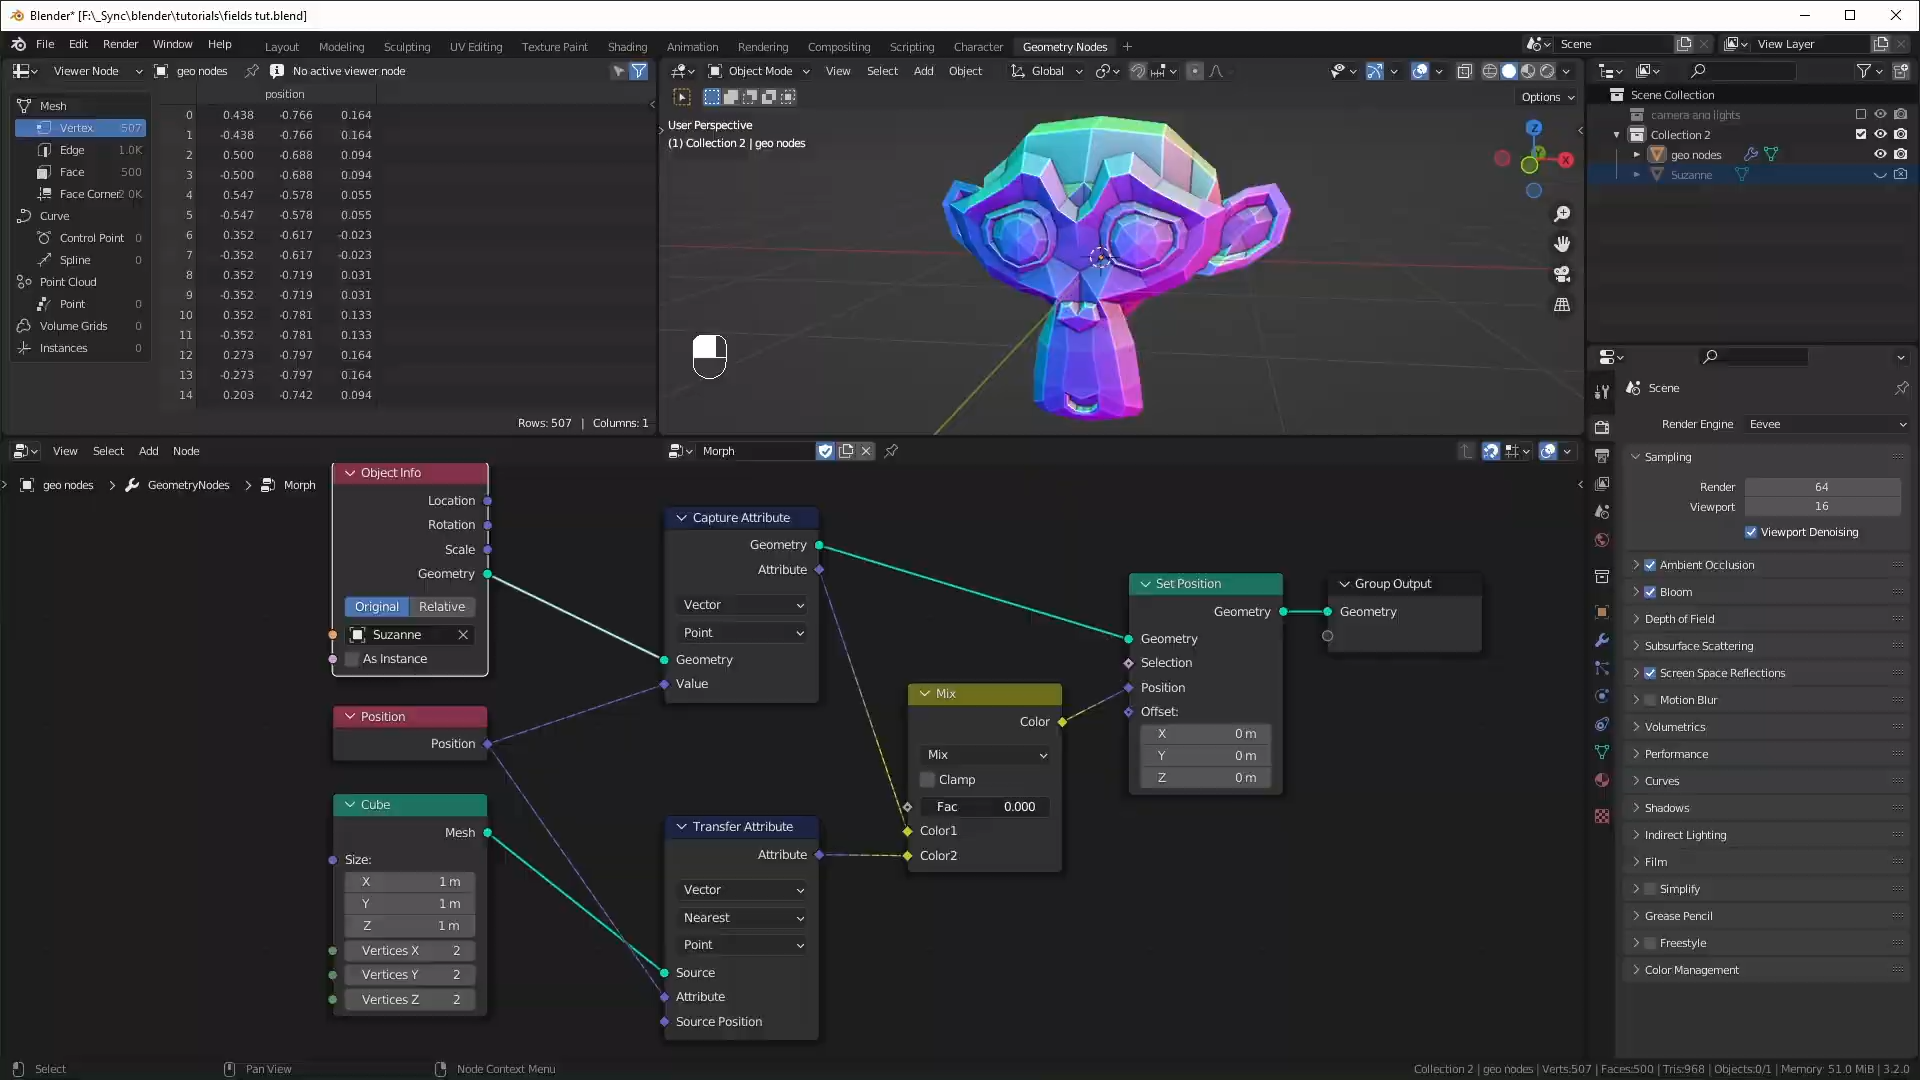 Blender* [F:\_Sync\blender\tutorials\fields tut.blend]
File Edit Render Window Help Layout Modeling Sculpting UV Editing Texture Paint Shading Animation Rendering Compositing Scripting Character Geometry Nodes + Scene View Layer
Viewer Node geo nodes No active viewer node
Object Mode View Select Add Object Global
Options
position
Mesh
Vertex 507
Edge 1.0K
Face 500
Face Corner 2.0K
Curve
Control Point 0
Spline 0
Point Cloud
Point 0
Volume Grids 0
Instances 0
0 0.438 -0.766 0.164
1 -0.438 -0.766 0.164
2 0.500 -0.688 0.094
3 -0.500 -0.688 0.094
4 0.547 -0.578 0.055
5 -0.547 -0.578 0.055
6 0.352 -0.617 -0.023
7 -0.352 -0.617 -0.023
8 0.352 -0.719 0.031
9 -0.352 -0.719 0.031
10 0.352 -0.781 0.133
11 -0.352 -0.781 0.133
12 0.273 -0.797 0.164
13 -0.273 -0.797 0.164
14 0.203 -0.742 0.094
Rows: 507 | Columns: 1
User Perspective
(1) Collection 2 | geo nodes
Z
X
Scene Collection
camera and lights
Collection 2
geo nodes
Suzanne
View Select Add Node Morph
geo nodes > GeometryNodes > Morph
Object Info
Location
Rotation
Scale
Geometry
Original Relative
Suzanne
As Instance
Position
Position
Cube
Mesh
Size:
X 1 m
Y 1 m
Z 1 m
Vertices X 2
Vertices Y 2
Vertices Z 2
Capture Attribute
Geometry
Attribute
Vector
Point
Geometry
Value
Transfer Attribute
Attribute
Vector
Nearest
Point
Source
Attribute
Source Position
Mix
Color
Mix
Clamp
Fac 0.000
Color1
Color2
Set Position
Geometry
Geometry
Selection
Position
Offset:
X 0 m
Y 0 m
Z 0 m
Group Output
Geometry
Scene
Render Engine Eevee
Sampling
Render 64
Viewport 16
Viewport Denoising
Ambient Occlusion
Bloom
Depth of Field
Subsurface Scattering
Screen Space Reflections
Motion Blur
Volumetrics
Performance
Curves
Shadows
Indirect Lighting
Film
Simplify
Grease Pencil
Freestyle
Color Management
Select Pan View Node Context Menu
Collection 2 | geo nodes | Verts:507 | Faces:500 | Tris:968 | Objects:0/1 | Memory: 51.0 MiB | 3.2.0